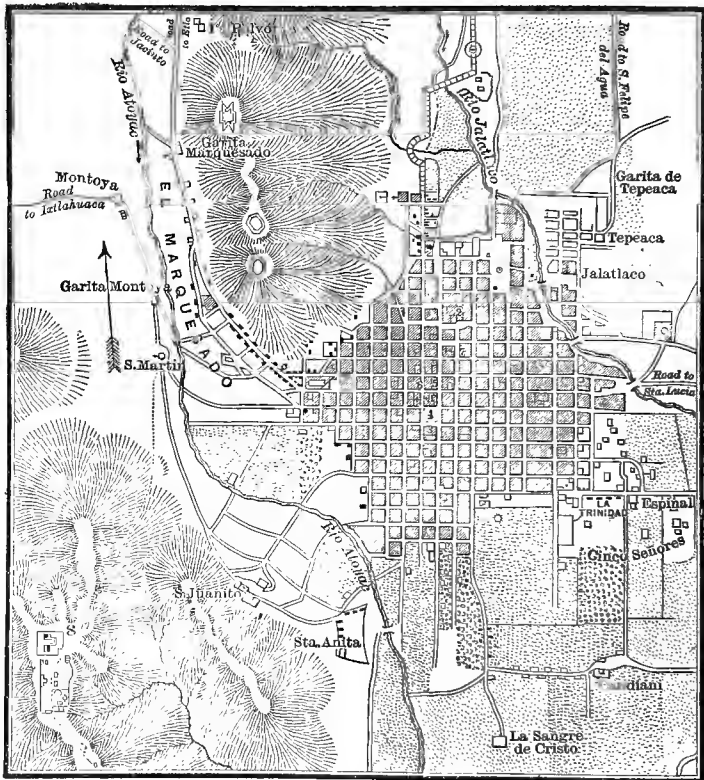 Road to
Jacinto
Road
to Etla
Rio Atoyac
Rio Jalatlaco
Road to S. Felipe
del Agua
Garita
Marquesado
Montoya
Road
to Ixtlahuaca
EL MARQUESADO
Garita de
Tepeaca
Tepeaca
Jalatlaco
Garita Montoya
S. Martin
Road to
Sta. Lucia
LA
TRINIDAD
Espinal
Cinco Señores
Rio Atoyac
S. Juanito
S.
Sta. Anita
La Sangre
de Cristo